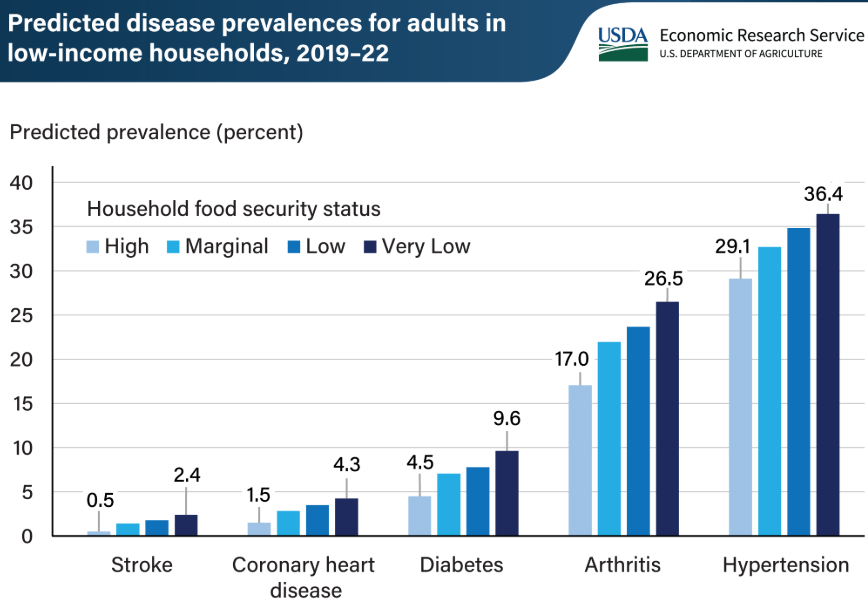 Predicted disease prevalences for adults in
low-income households, 2019–22
USDA
Economic Research Service
U.S. DEPARTMENT OF AGRICULTURE
Predicted prevalence (percent)
Household food security status
High Marginal Low Very Low
40
35
30
25
20
15
10
5
0
0.5
2.4
1.5
4.3
4.5
9.6
17.0
26.5
29.1
36.4
Stroke
Coronary heart
disease
Diabetes
Arthritis
Hypertension